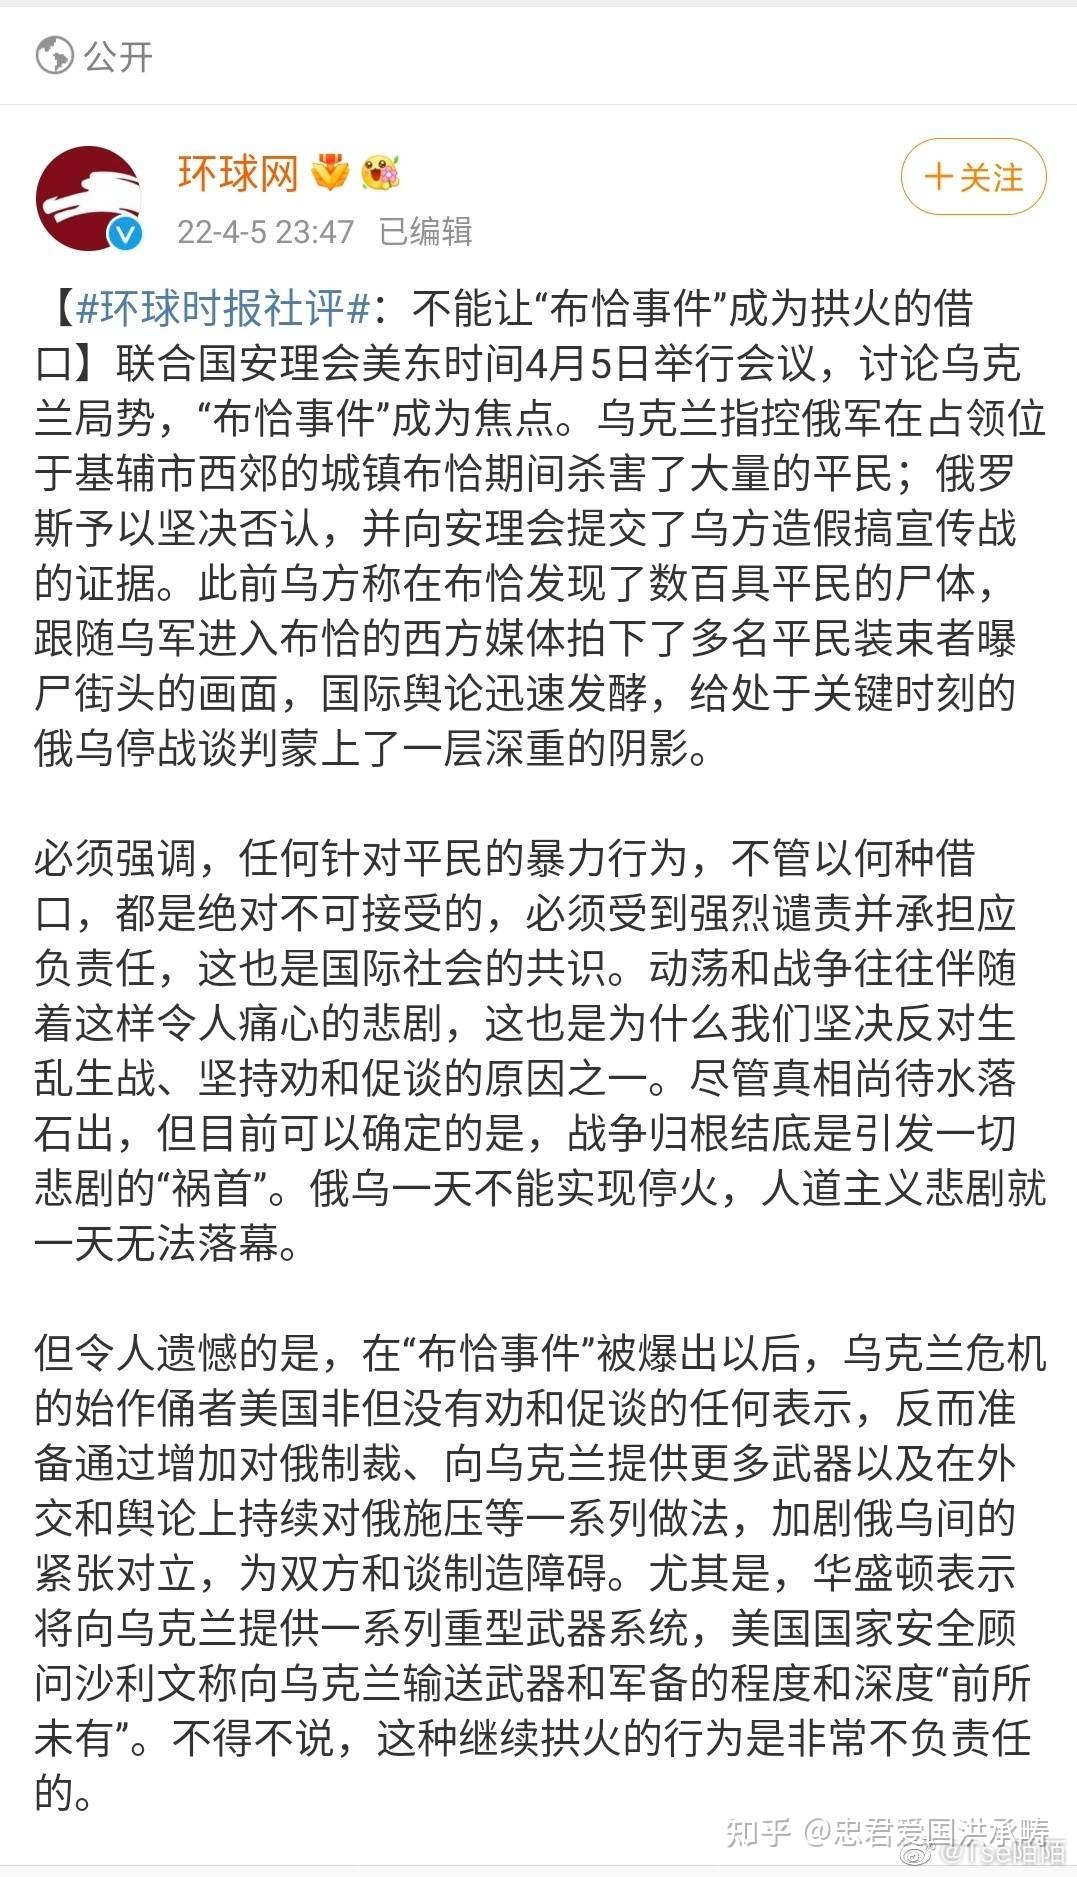 公开
环球网
+关注
22-4-5 23:47 已编辑
【#环球时报社评#：不能让“布恰事件”成为拱火的借
口】联合国安理会美东时间4月5日举行会议，讨论乌克
兰局势，“布恰事件”成为焦点。乌克兰指控俄军在占领位
于基辅市西郊的城镇布恰期间杀害了大量的平民；俄罗
斯予以坚决否认，并向安理会提交了乌方造假搞宣传战
的证据。此前乌方称在布恰发现了数百具平民的尸体，
跟随乌军进入布恰的西方媒体拍下了多名平民装束者曝
尸街头的画面，国际舆论迅速发酵，给处于关键时刻的
俄乌停战谈判蒙上了一层深重的阴影。
必须强调，任何针对平民的暴力行为，不管以何种借
口，都是绝对不可接受的，必须受到强烈谴责并承担应
负责任，这也是国际社会的共识。动荡和战争往往伴随
着这样令人痛心的悲剧，这也是为什么我们坚决反对生
乱生战、坚持劝和促谈的原因之一。尽管真相尚待水落
石出，但目前可以确定的是，战争归根结底是引发一切
悲剧的“祸首”。俄乌一天不能实现停火，人道主义悲剧就
一天无法落幕。
但令人遗憾的是，在“布恰事件”被爆出以后，乌克兰危机
的始作俑者美国非但没有劝和促谈的任何表示，反而准
备通过增加对俄制裁、向乌克兰提供更多武器以及在外
交和舆论上持续对俄施压等一系列做法，加剧俄乌间的
紧张对立，为双方和谈制造障碍。尤其是，华盛顿表示
将向乌克兰提供一系列重型武器系统，美国国家安全顾
问沙利文称向乌克兰输送武器和军备的程度和深度“前所
未有”。不得不说，这种继续拱火的行为是非常不负责任
的。
知乎 @忠君爱国洪承畴
@Tse陌陌